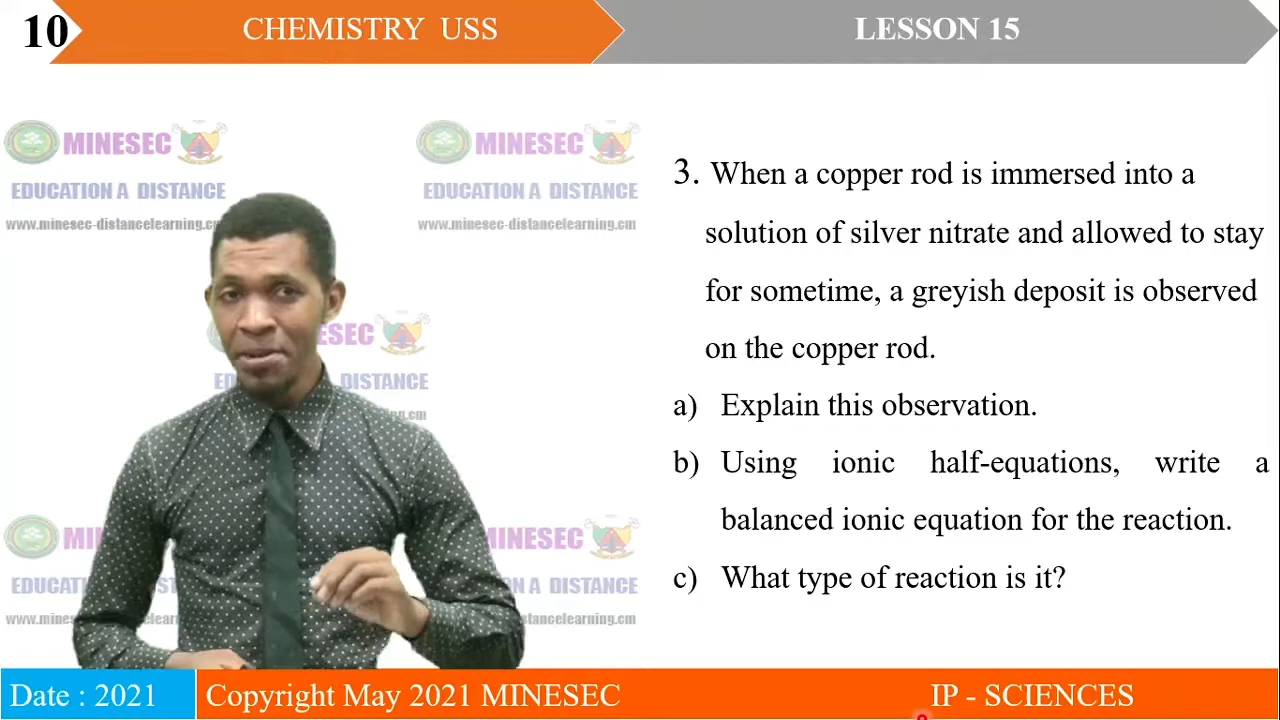 10
CHEMISTRY USS
LESSON 15
MINESEC
EDUCATION A DISTANCE
www.minesec-distancelearning.cm
MINESEC
EDUCATION A DISTANCE
www.minesec-distancelearning.cm
3. When a copper rod is immersed into a
solution of silver nitrate and allowed to stay
for sometime, a greyish deposit is observed
on the copper rod.
a) Explain this observation.
b) Using ionic half-equations, write a
balanced ionic equation for the reaction.
c) What type of reaction is it?
ESEC
DISTANCE
MINESEC
Date : 2021
Copyright May 2021 MINESEC
IP - SCIENCES